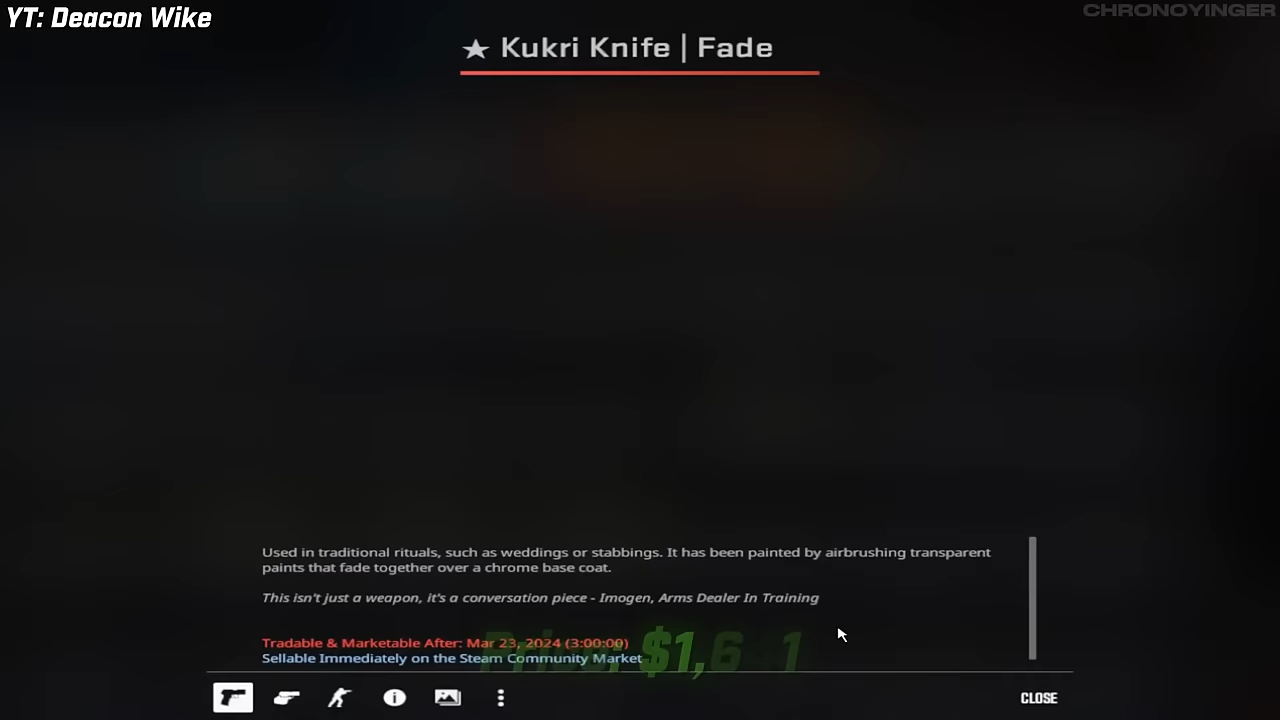 YT: Deacon Wike
CHRONOYINGER
★ Kukri Knife | Fade
Used in traditional rituals, such as weddings or stabbings. It has been painted by airbrushing transparent
paints that fade together over a chrome base coat.
This isn't just a weapon, it's a conversation piece - Imogen, Arms Dealer In Training
Tradable & Marketable After: Mar 23, 2024 (3:00:00)
Sellable Immediately on the Steam Community Market
Price:
CLOSE